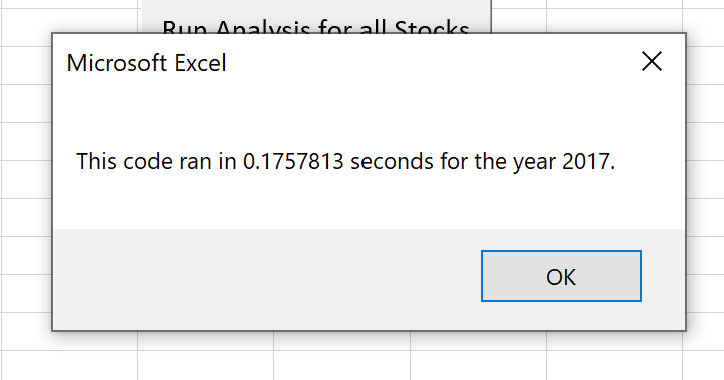 Run Analysis for all Stocks
Microsoft Excel
This code ran in 0.1757813 seconds for the year 2017.
OK